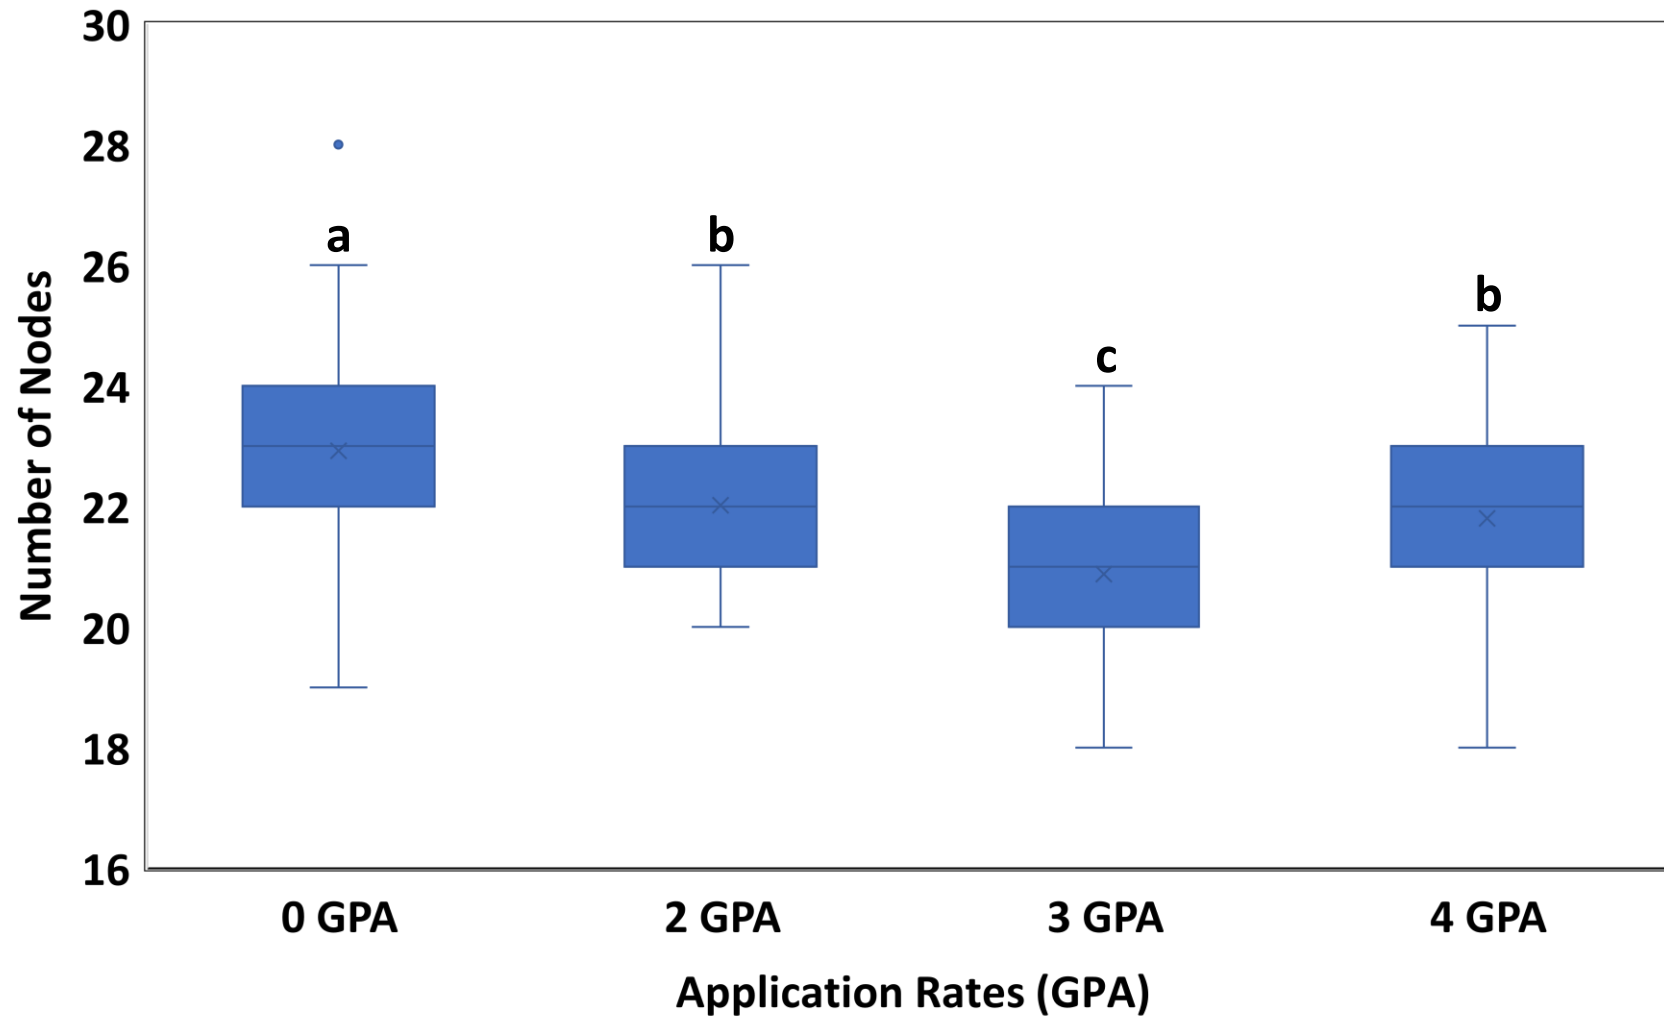 30
28
a
b
26
b
c
24
22
20
18
16
Number of Nodes
0 GPA
2 GPA
3 GPA
4 GPA
Application Rates (GPA)